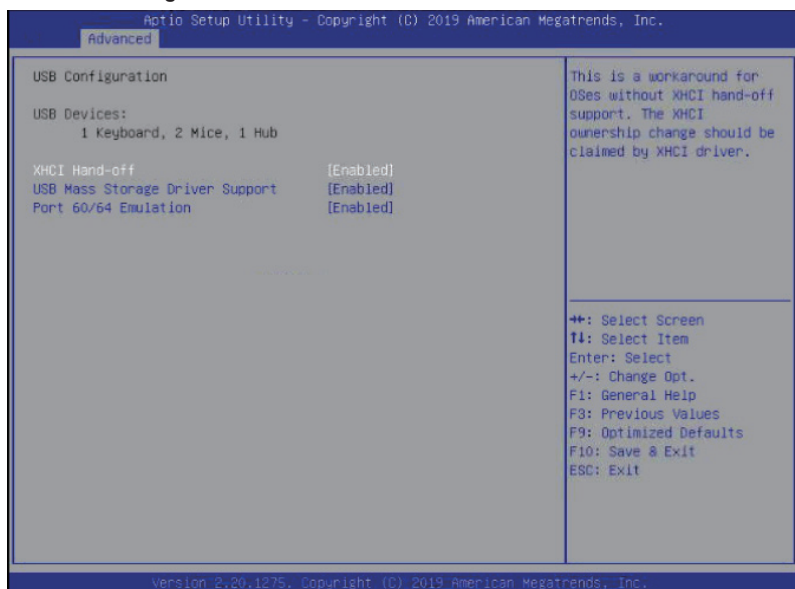 Aptio Setup Utility - Copyright (C) 2019 American Megatrends, Inc.
Advanced
USB Configuration
USB Devices:
1 Keyboard, 2 Mice, 1 Hub
XHCI Hand-off [Enabled]
USB Mass Storage Driver Support [Enabled]
Port 60/64 Emulation [Enabled]
This is a workaround for
OSes without XHCI hand-off
support. The XHCI
ownership change should be
claimed by XHCI driver.
→←: Select Screen
↑↓: Select Item
Enter: Select
+/-: Change Opt.
F1: General Help
F3: Previous Values
F9: Optimized Defaults
F10: Save & Exit
ESC: Exit
Version 2.20.1275. Copyright (C) 2019 American Megatrends, Inc.